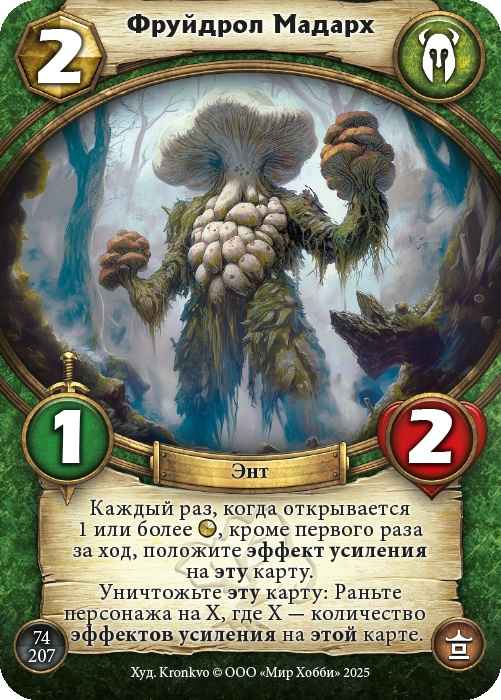 Фруйдрол Мадарх
2
1
2
Энт
Каждый раз, когда открывается
1 или более , кроме первого раза
за ход, положите эффект усиления
на эту карту.
Уничтожьте эту карту: Раньте
персонажа на X, где X — количество
эффектов усиления на этой карте.
74
207
Худ. Kronkvo © ООО «Мир Хобби» 2025